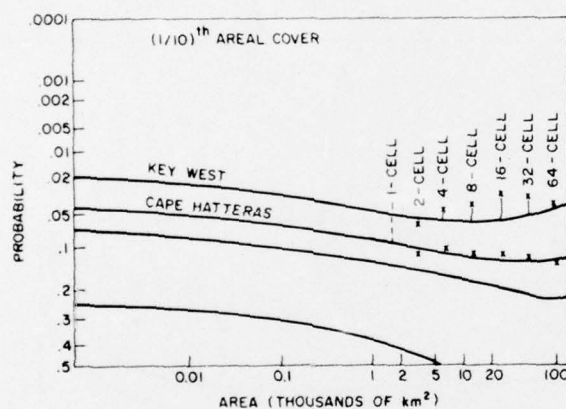 (1/10)th AREAL COVER
PROBABILITY
.0001
.001
.002
.005
.01
.02
.05
.1
.2
.3
.4
.5
KEY WEST
CAPE HATTERAS
1-CELL
2-CELL
4-CELL
8-CELL
16-CELL
32-CELL
64-CELL
0.01
0.1
1
2
5
10
20
100
AREA (THOUSANDS OF km2)